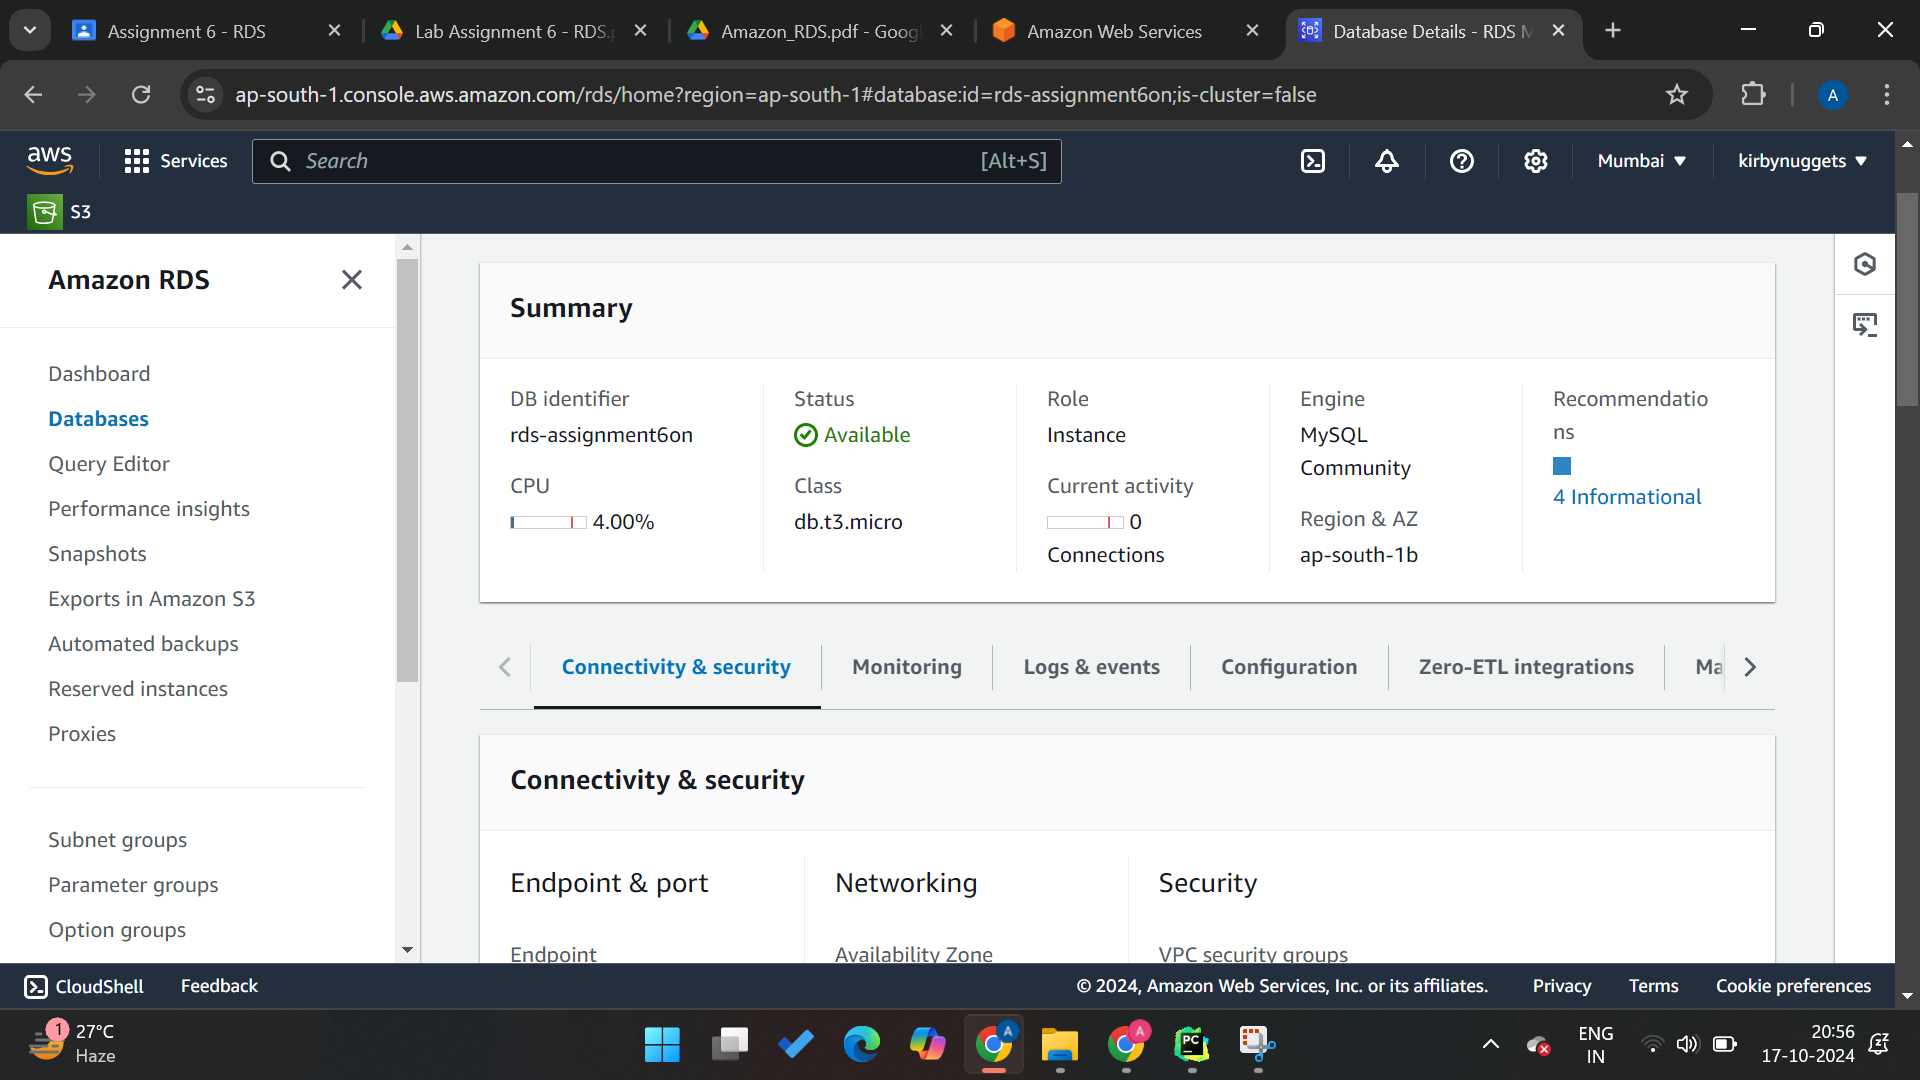 Assignment 6 - RDS
Lab Assignment 6 - RDS.
Amazon_RDS.pdf - Goog
Amazon Web Services
Database Details - RDS M
ap-south-1.console.aws.amazon.com/rds/home?region=ap-south-1#database:id=rds-assignment6on;is-cluster=false
A
aws
Services
Search
[Alt+S]
Mumbai
kirbynuggets
S3
Amazon RDS
Dashboard
Databases
Query Editor
Performance insights
Snapshots
Exports in Amazon S3
Automated backups
Reserved instances
Proxies
Subnet groups
Parameter groups
Option groups
Summary
DB identifier
rds-assignment6on
CPU
4.00%
Status
Available
Class
db.t3.micro
Role
Instance
Current activity
0
Connections
Engine
MySQL
Community
Region & AZ
ap-south-1b
Recommendatio
ns
4 Informational
Connectivity & security
Monitoring
Logs & events
Configuration
Zero-ETL integrations
Ma
Connectivity & security
Endpoint & port
Endpoint
Networking
Availability Zone
Security
VPC security groups
CloudShell
Feedback
© 2024, Amazon Web Services, Inc. or its affiliates.
Privacy
Terms
Cookie preferences
1
27°C
Haze
A
A
PC
ENG
IN
20:56
17-10-2024